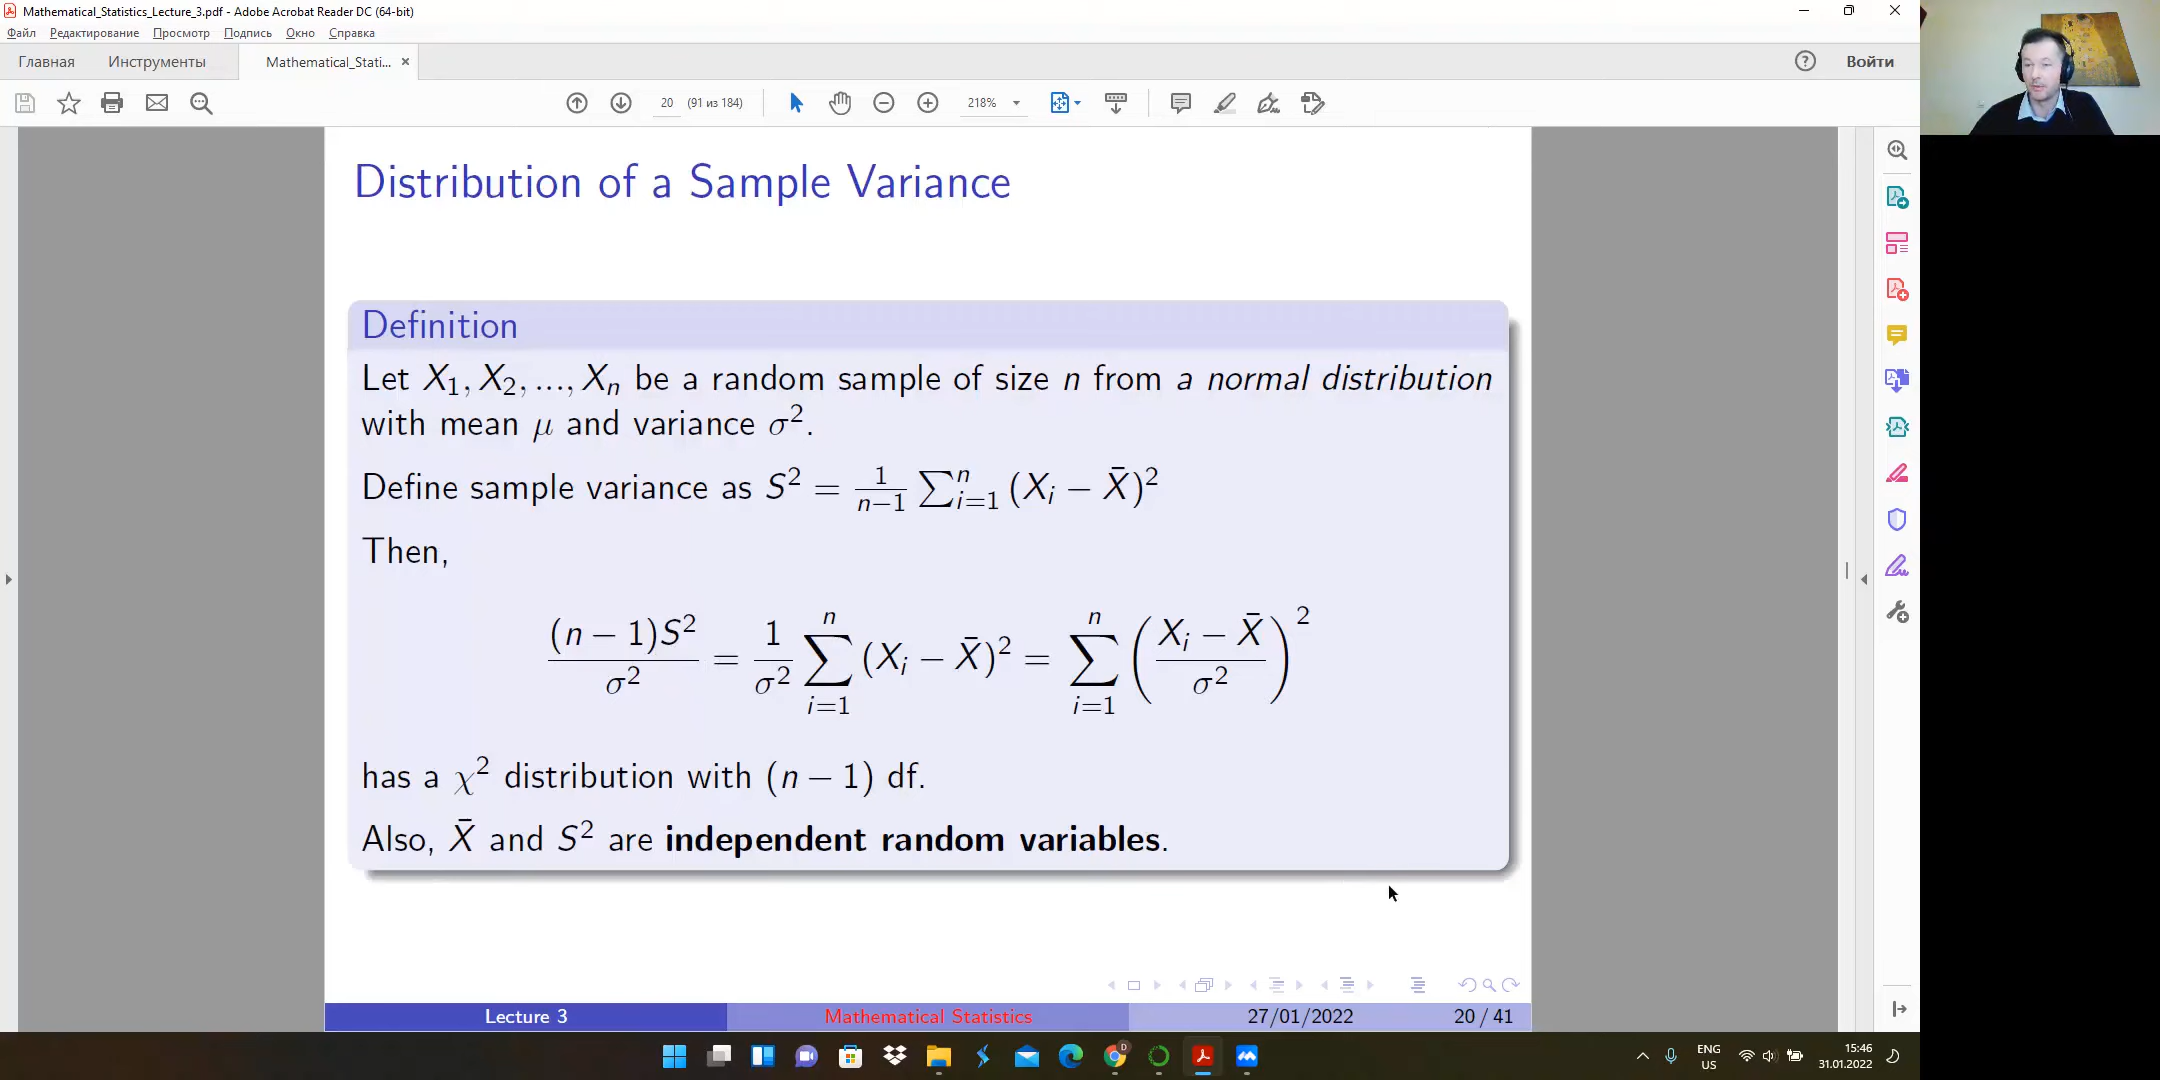 Mathematical_Statistics_Lecture_3.pdf - Adobe Acrobat Reader DC (64-bit)
Файл Редактирование Просмотр Подпись Окно Справка
Главная Инструменты Mathematical_Stati... × Войти
20 (91 из 184) 218%
Distribution of a Sample Variance
Definition
Let X₁, X₂, ..., Xₙ be a random sample of size n from a normal distribution
with mean μ and variance σ².
Define sample variance as S² = 1/(n−1) ∑ⁿᵢ₌₁ (Xᵢ − X̄)²
Then,
(n − 1)S²/σ² = 1/σ² ∑ⁿᵢ₌₁ (Xᵢ − X̄)² = ∑ⁿᵢ₌₁ ((Xᵢ − X̄)/σ²)²
has a χ² distribution with (n − 1) df.
Also, X̄ and S² are independent random variables.
Lecture 3 Mathematical Statistics 27/01/2022 20 / 41
D
ENG
US
15:46
31.01.2022